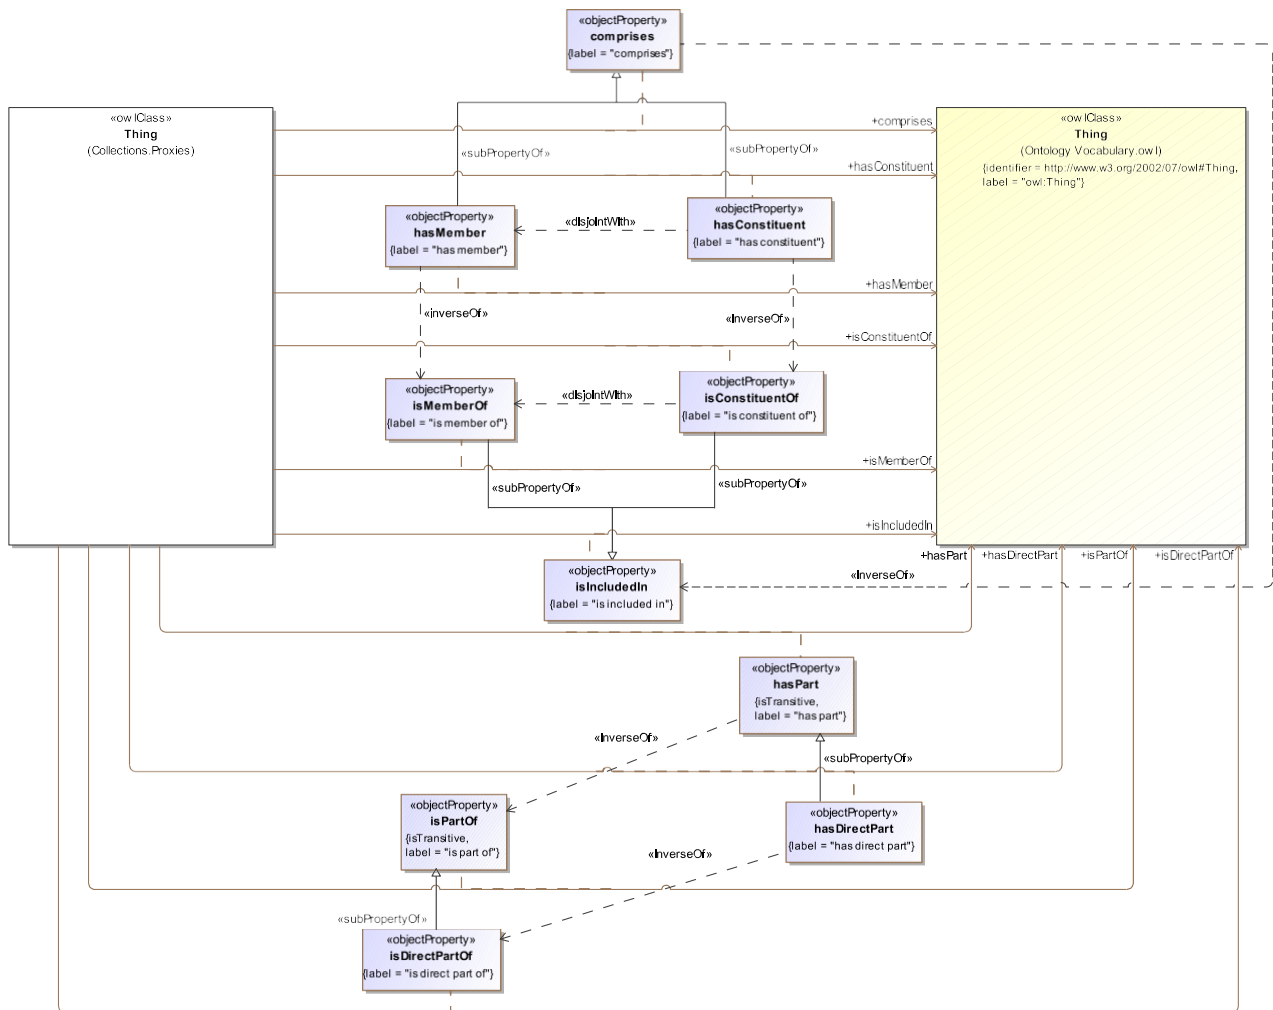 «objectProperty»
comprises
{label = "comprises"}
«owlClass»
Thing
(Collections.Proxies)
«owlClass»
Thing
(Ontology Vocabulary.owl)
{identifier = http://www.w3.org/2002/07/owl#Thing,
label = "owl:Thing"}
+comprises
«subPropertyOf»
«subPropertyOf»
+hasConstituent
«objectProperty»
hasMember
{label = "has member"}
«disjointWith»
«objectProperty»
hasConstituent
{label = "has constituent"}
+hasMember
«inverseOf»
«inverseOf»
+isConstituentOf
«objectProperty»
isMemberOf
{label = "is member of"}
«disjointWith»
«objectProperty»
isConstituentOf
{label = "is constituent of"}
+isMemberOf
«subPropertyOf»
«subPropertyOf»
+isIncludedIn
+hasPart
+hasDirectPart
+isPartOf
+isDirectPartOf
«objectProperty»
isIncludedIn
{label = "is included in"}
«inverseOf»
«objectProperty»
hasPart
{isTransitive,
label = "has part"}
«inverseOf»
«subPropertyOf»
«objectProperty»
isPartOf
{isTransitive,
label = "is part of"}
«objectProperty»
hasDirectPart
{label = "has direct part"}
«inverseOf»
«subPropertyOf»
«objectProperty»
isDirectPartOf
{label = "is direct part of"}